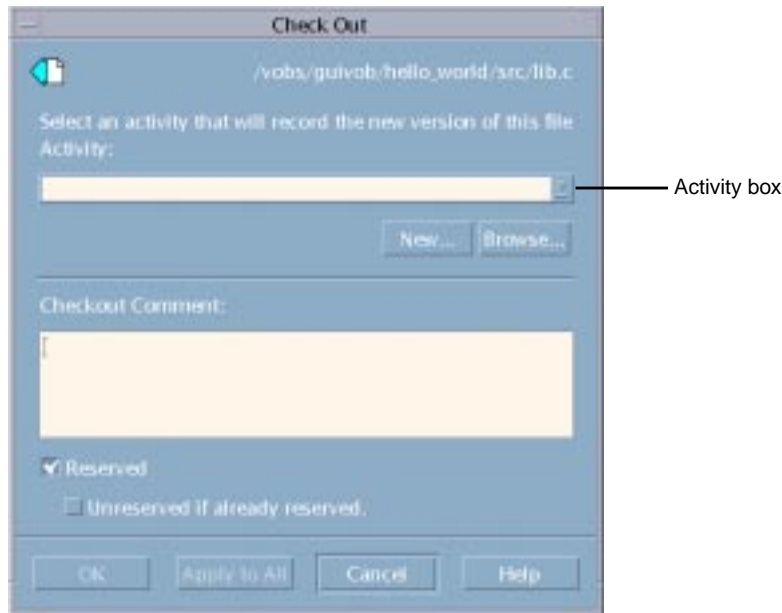 Check Out
/vobs/guivob/hello_world/src/lib.c
Select an activity that will record the new version of this file
Activity:
Activity box
New... Browse...
Checkout Comment:
Reserved
Unreserved if already reserved.
OK Apply to All Cancel Help